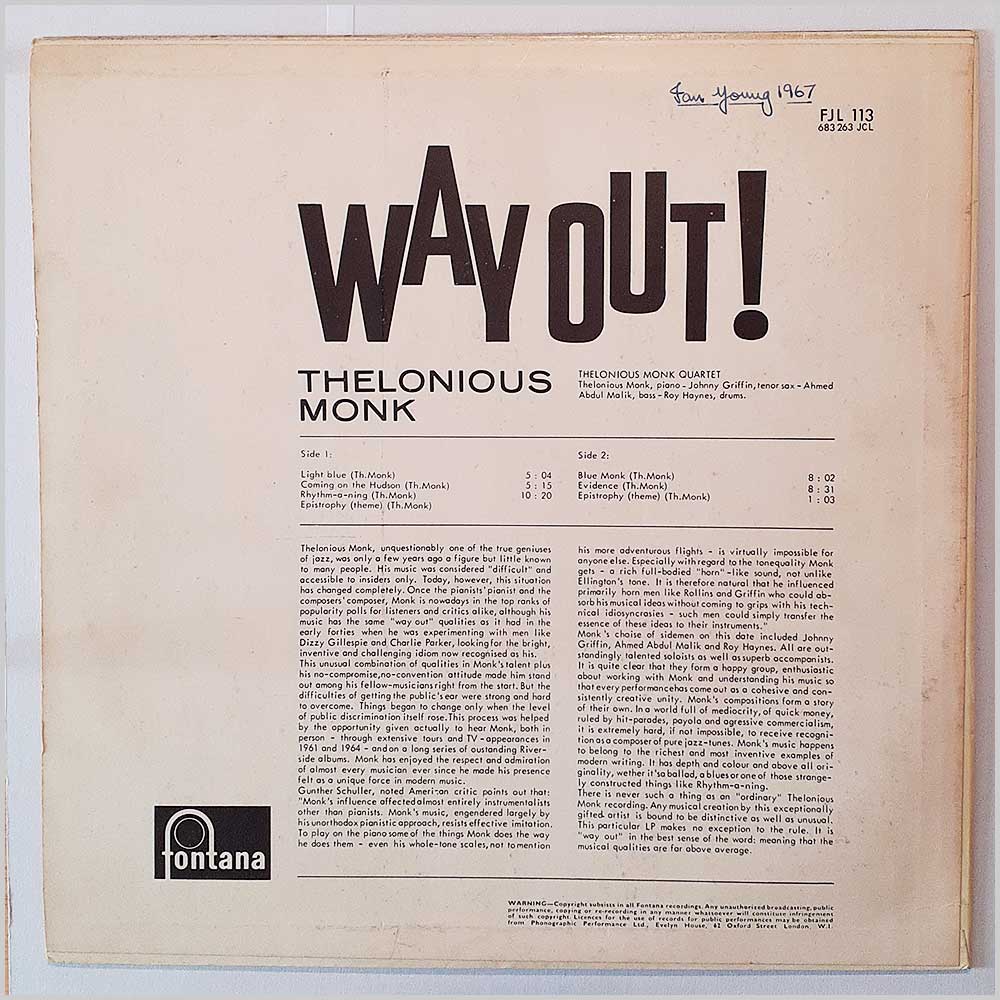 Ian Young 1967
FJL 113
683 263 JCL
WAY OUT!
THELONIOUS
MONK
THELONIOUS MONK QUARTET
Thelonious Monk, piano - Johnny Griffin, tenor sax - Ahmed
Abdul Malik, bass - Roy Haynes, drums.
Side 1:
Light blue (Th.Monk) 5 : 04
Coming on the Hudson (Th.Monk) 5 : 15
Rhythm-a-ning (Th.Monk) 10 : 20
Epistrophy (theme) (Th.Monk)
Side 2:
Blue Monk (Th.Monk) 8 : 02
Evidence (Th.Monk) 8 : 31
Epistrophy (theme) (Th.Monk) 1 : 03
Thelonious Monk, unquestionably one of the true geniuses
of jazz, was only a few years ago a figure but little known
to many people. His music was considered "difficult" and
accessible to insiders only. Today, however, this situation
has changed completely. Once the pianists' pianist and the
composers' composer, Monk is nowadays in the top ranks of
popularity polls for listeners and critics alike, although his
music has the same "way out" qualities as it had in the
early forties when he was experimenting with men like
Dizzy Gillespie and Charlie Parker, looking for the bright,
inventive and challenging idiom now recognised as his.
This unusual combination of qualities in Monk's talent plus
his no-compromise, no-convention attitude made him stand
out among his fellow-musicians right from the start. But the
difficulties of getting the public's ear were strong and hard
to overcome. Things began to change only when the level
of public discrimination itself rose. This process was helped
by the opportunity given actually to hear Monk, both in
person - through extensive tours and TV-appearances in
1961 and 1964 - and on a long series of oustanding River-
side albums. Monk has enjoyed the respect and admiration
of almost every musician ever since he made his presence
felt as a unique force in modern music.
Gunther Schuller, noted American critic points out that:
"Monk's influence affected almost entirely instrumentalists
other than pianists. Monk's music, engendered largely by
his unorthodox pianistic approach, resists effective imitation.
To play on the piano some of the things Monk does the way
he does them - even his whole-tone scales, not to mention
his more adventurous flights - is virtually impossible for
anyone else. Especially with regard to the tonequality Monk
gets - a rich full-bodied "horn"-like sound, not unlike
Ellington's tone. It is therefore natural that he influenced
primarily horn men like Rollins and Griffin who could ab-
sorb his musical ideas without coming to grips with his tech-
nical idiosyncrasies - such men could simply transfer the
essence of these ideas to their instruments."
Monk's choise of sidemen on this date included Johnny
Griffin, Ahmed Abdul Malik and Roy Haynes. All are out-
standingly talented soloists as well as superb accompanists.
It is quite clear that they form a happy group, enthusiastic
about working with Monk and understanding his music so
that every performance has come out as a cohesive and con-
sistently creative unity. Monk's compositions form a story
of their own. In a world full of mediocrity, of quick money,
ruled by hit-parades, payola and agressive commercialism,
it is extremely hard, if not impossible, to receive recogni-
tion as a composer of pure jazz-tunes. Monk's music happens
to belong to the richest and most inventive examples of
modern writing. It has depth and colour and above all ori-
ginality, wether it'sa ballad, a blues or one of those strange-
ly constructed things like Rhythm-a-ning.
There is never such a thing as an "ordinary" Thelonious
Monk recording. Any musical creation by this exceptionally
gifted artist is bound to be distinctive as well as unusual.
This particular LP makes no exception to the rule. It is
"way out" in the best sense of the word: meaning that the
musical qualities are far above average.
fontana
WARNING—Copyright subsists in all Fontana recordings. Any unauthorized broadcasting, public
performance, copying or re-recording in any manner whatsoever will constitute infringement
of such copyright. Licences for the use of records for public performances may be obtained
from Phonographic Performance Ltd., Evelyn House, 62 Oxford Street London, W.1.